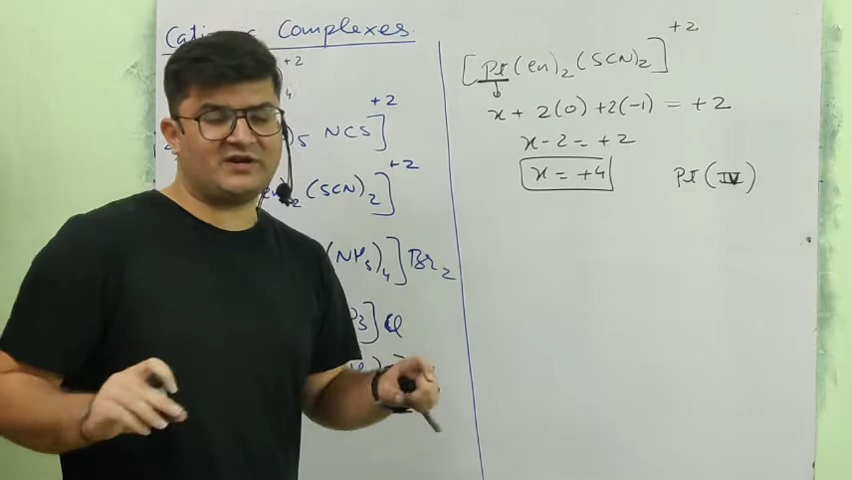 Complexes.
+2
NCS]+2
(SCN)2]+2
(NH3)4]Br2
]Cl
[Pt(en)2(SCN)2]+2
x + 2(0) + 2(-1) = +2
x - 2 = +2
x = +4
Pt(IV)